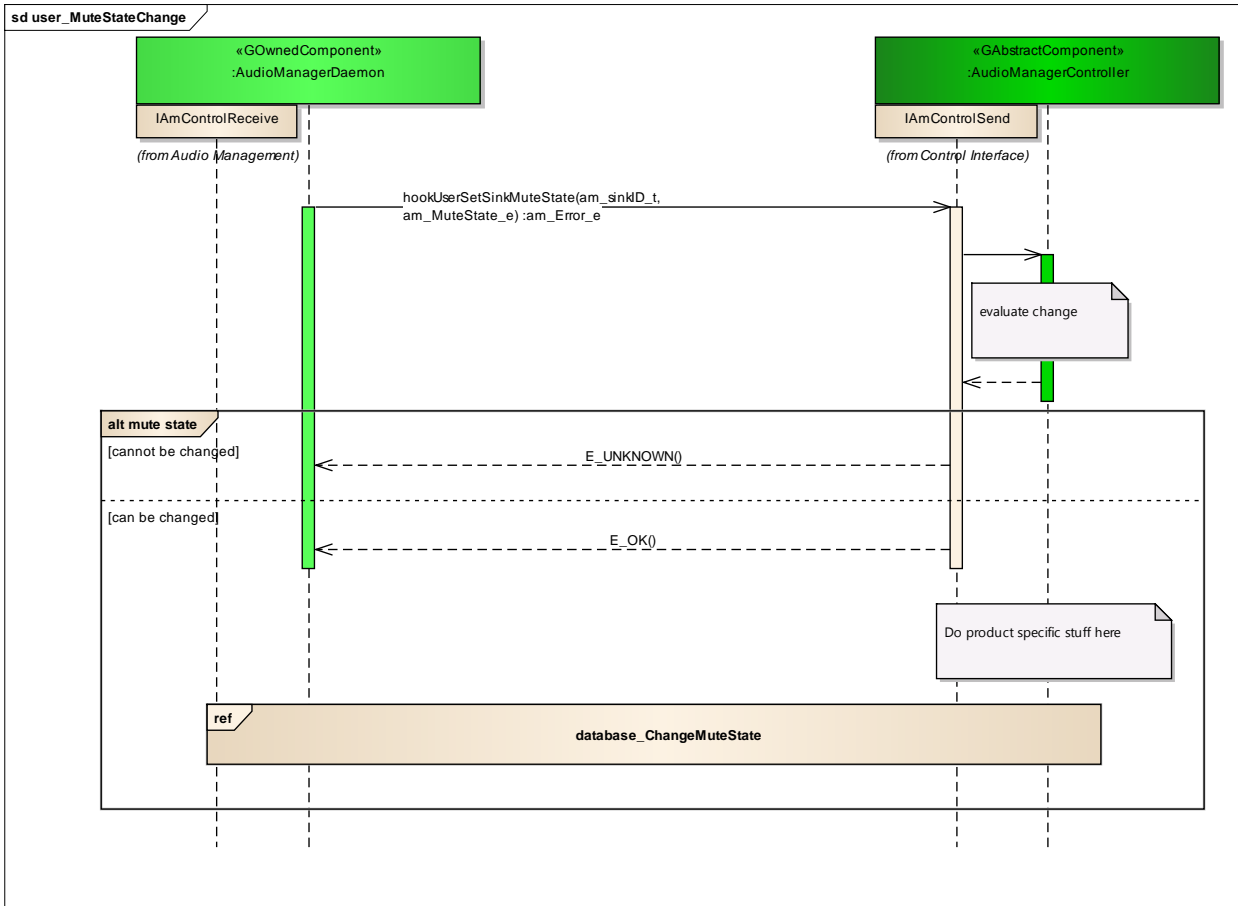 sd user_MuteStateChange
«GOwnedComponent»
:AudioManagerDaemon
«GAbstractComponent»
:AudioManagerController
IAmControlReceive
IAmControlSend
(from Audio Management)
(from Control Interface)
hookUserSetSinkMuteState(am_sinkID_t,
am_MuteState_e) :am_Error_e
evaluate change
alt mute state
[cannot be changed]
E_UNKNOWN()
[can be changed]
E_OK()
Do product specific stuff here
ref
database_ChangeMuteState